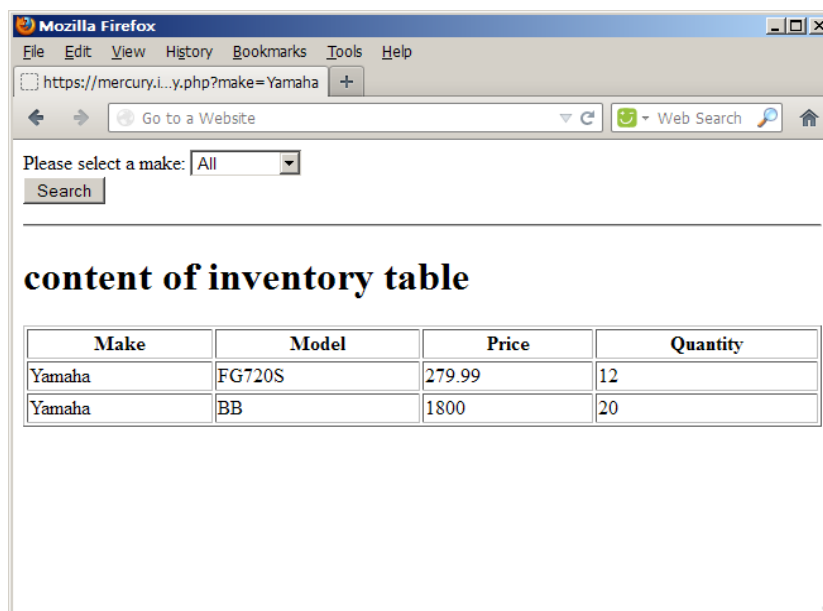 Mozilla Firefox
File Edit View History Bookmarks Tools Help
https://mercury.i...y.php?make=Yamaha +
Go to a Website Web Search
Please select a make: All
Search
content of inventory table
Make Model Price Quantity
Yamaha FG720S 279.99 12
Yamaha BB 1800 20